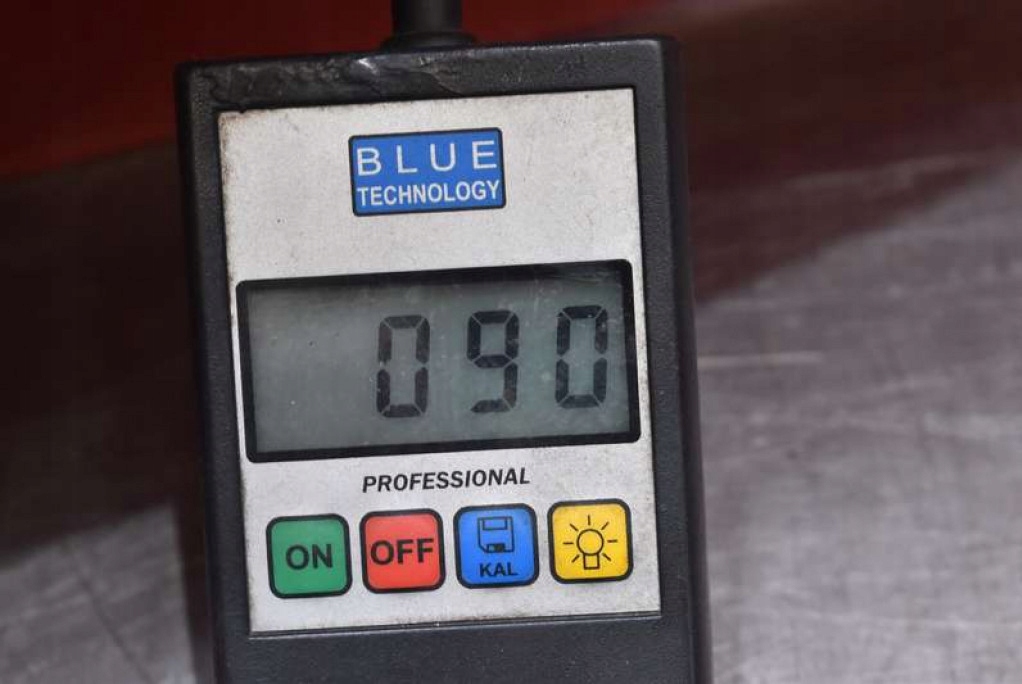 BLUE
TECHNOLOGY
090
PROFESSIONAL
ON OFF KAL